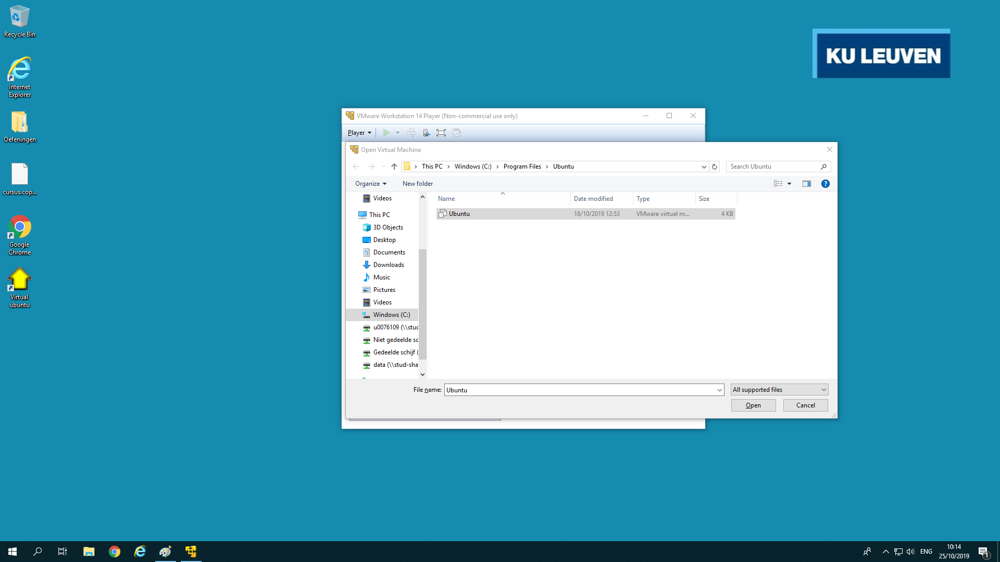 Recycle Bin
Internet
Explorer
Oefeningen
cursus.cop...
Google
Chrome
Virtual
ubuntu
KU LEUVEN
VMware Workstation 14 Player (Non-commercial use only)
Player
Open Virtual Machine
This PC > Windows (C:) > Program Files > Ubuntu
Search Ubuntu
Organize
New folder
?
Name
Date modified
Type
Size
Ubuntu
18/10/2019 12:53
VMware virtual m...
4 KB
Videos
This PC
3D Objects
Desktop
Documents
Downloads
Music
Pictures
Videos
Windows (C:)
u0076109 (\\stuc
Niet gedeelde sc
Gedeelde schijf (
data (\\stud-sha
File name: Ubuntu
All supported files
Open
Cancel
ENG
10:14
25/10/2019
1